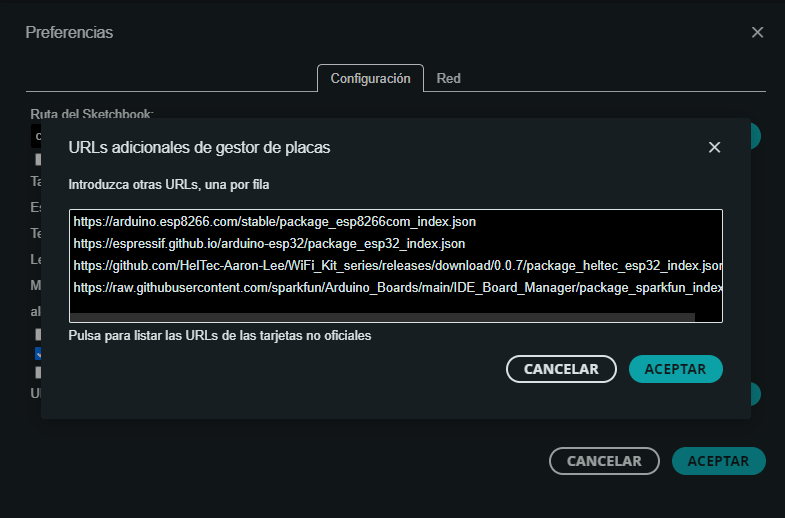 Preferencias
Configuración
Red
Ruta del Sketchbook:
URLs adicionales de gestor de placas
Introduzca otras URLs, una por fila
https://arduino.esp8266.com/stable/package_esp8266com_index.json
https://espressif.github.io/arduino-esp32/package_esp32_index.json
https://github.com/HelTec-Aaron-Lee/WiFi_Kit_series/releases/download/0.0.7/package_heltec_esp32_index.json
https://raw.githubusercontent.com/sparkfun/Arduino_Boards/main/IDE_Board_Manager/package_sparkfun_index
Pulsa para listar las URLs de las tarjetas no oficiales
CANCELAR
ACEPTAR
CANCELAR
ACEPTAR